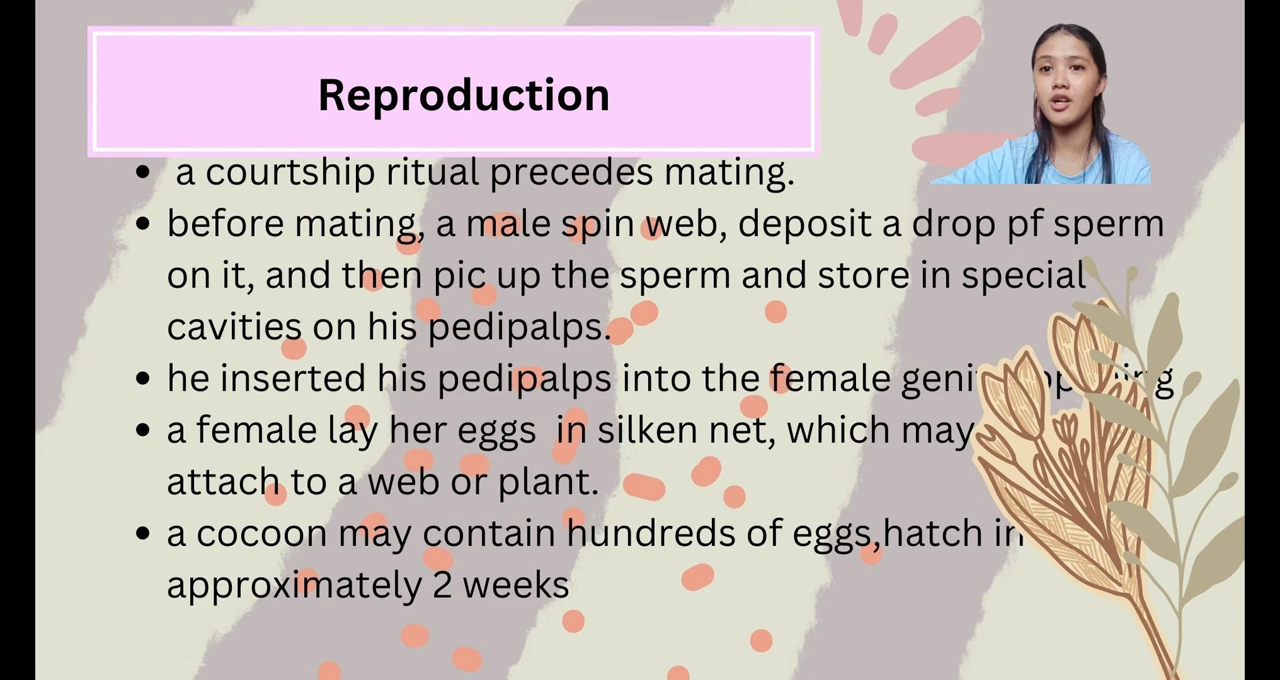 Reproduction
• a courtship ritual precedes mating.
• before mating, a male spin web, deposit a drop pf sperm
on it, and then pic up the sperm and store in special
cavities on his pedipalps.
• he inserted his pedipalps into the female
• a female lay her eggs in silken net, which may
attach to a web or plant.
• a cocoon may contain hundreds of eggs,hatch in
approximately 2 weeks